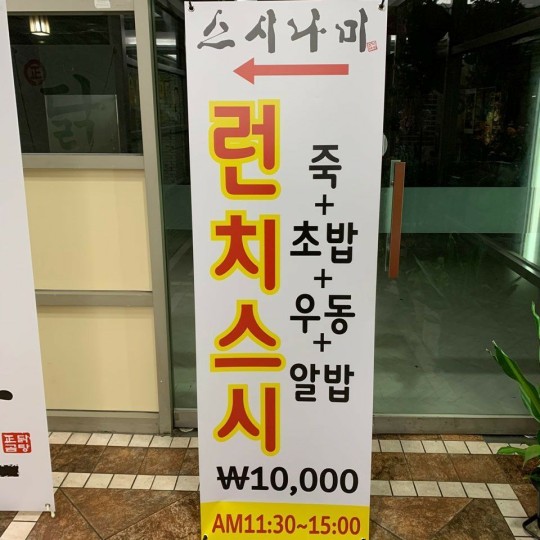 스시나미
런치스시
죽
+
초밥
+
우동
+
알밥
₩10,000
AM11:30~15:00